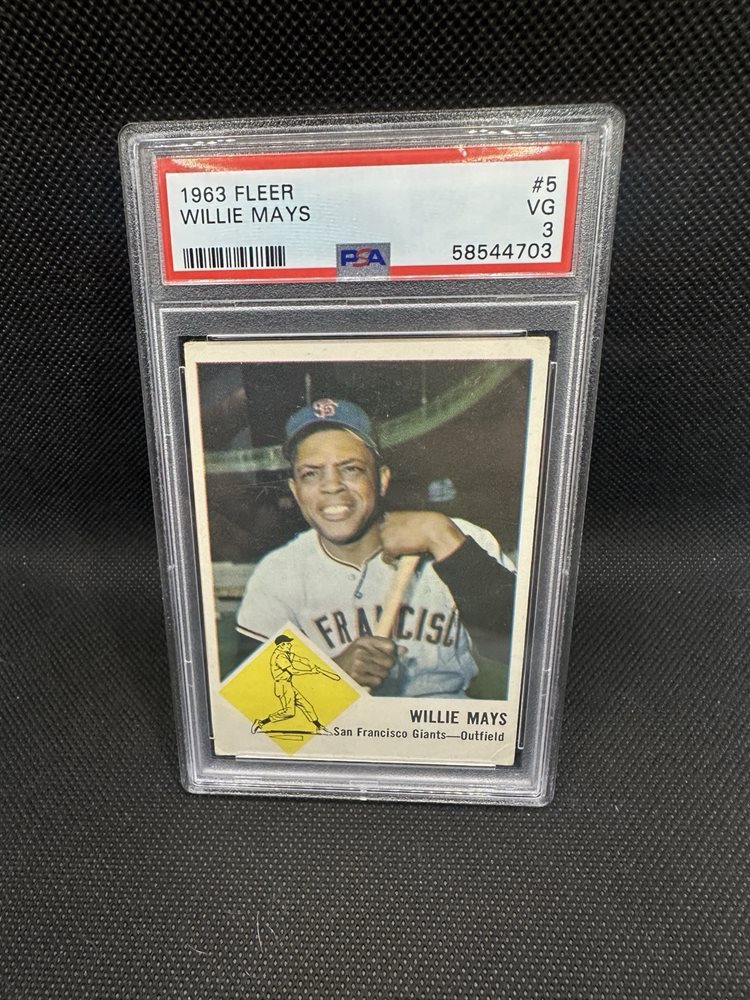 1963 FLEER #5
WILLIE MAYS VG
3
PSA 58544703
SF
FRANCISC
WILLIE MAYS
San Francisco Giants—Outfield